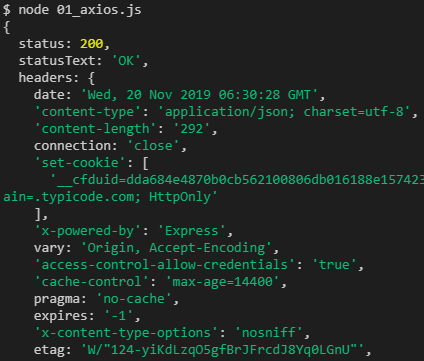 $ node 01_axios.js
{
status: 200,
statusText: 'OK',
headers: {
date: 'Wed, 20 Nov 2019 06:30:28 GMT',
'content-type': 'application/json; charset=utf-8',
'content-length': '292',
connection: 'close',
'set-cookie': [
'__cfduid=dda684e4870b0cb562100806db016188e157423
ain=.typicode.com; HttpOnly'
],
'x-powered-by': 'Express',
vary: 'Origin, Accept-Encoding',
'access-control-allow-credentials': 'true',
'cache-control': 'max-age=14400',
pragma: 'no-cache',
expires: '-1',
'x-content-type-options': 'nosniff',
etag: 'W/"124-yiKdLzqO5gfBrJFrcdJ8Yq0LGnU"',